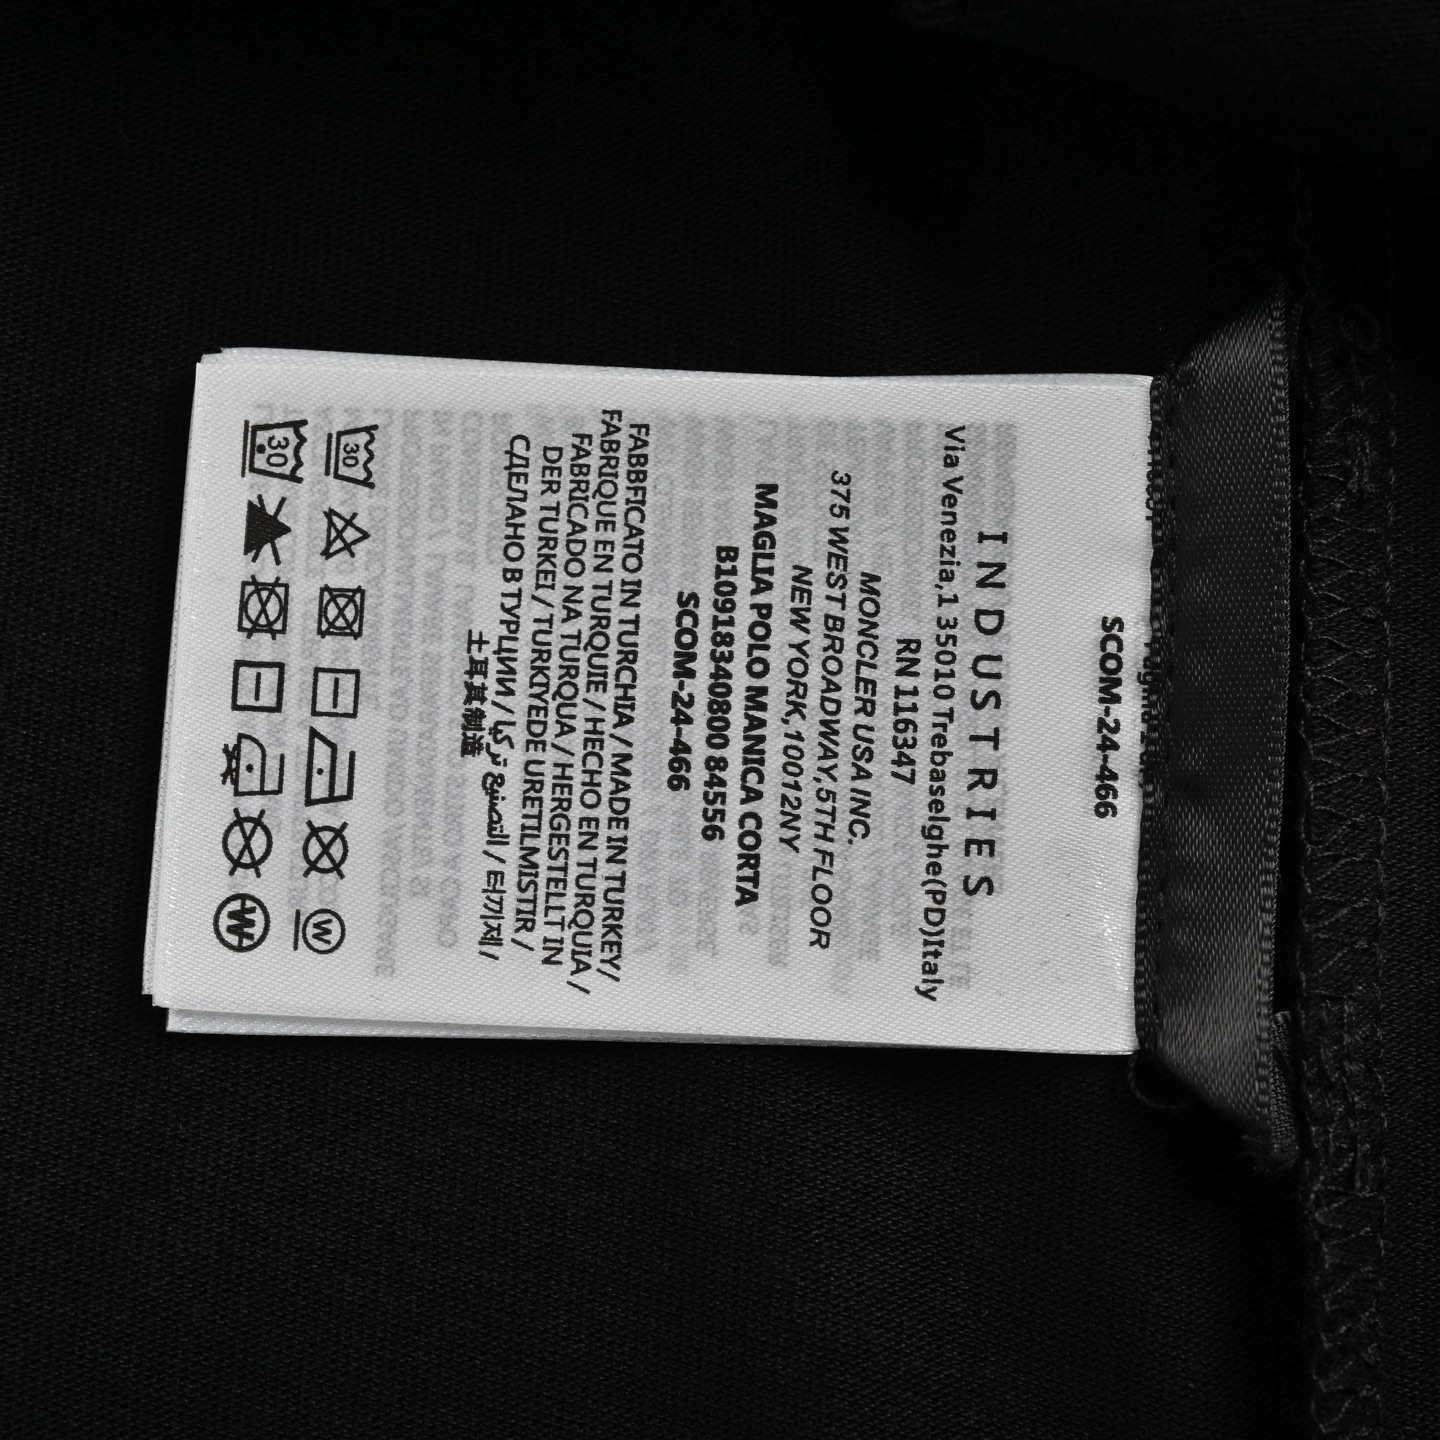 SCOM-24-466
INDUSTRIES
Via Venezia,1 35010 Trebaselghe(PD)Italy
RN 116347
MONCLER USA INC.
375 WEST BROADWAY,5TH FLOOR
NEW YORK,10012NY
MAGLIA POLO MANICA CORTA
B10918340800 84556
SCOM-24-466
FABBFICATO IN TURCHIA / MADE IN TURKEY/
FABRIQUE EN TURQUIE / HECHO EN TURQUIA /
FABRICADO NA TURQUA / HERGESTELLT IN
DER TURKEI / TURKIYEDE URETILMISTIR /
СДЕЛАНО В ТУРЦИИ / التصنيع تركيا / 터키제 /
土耳其制造
30
W
30
W